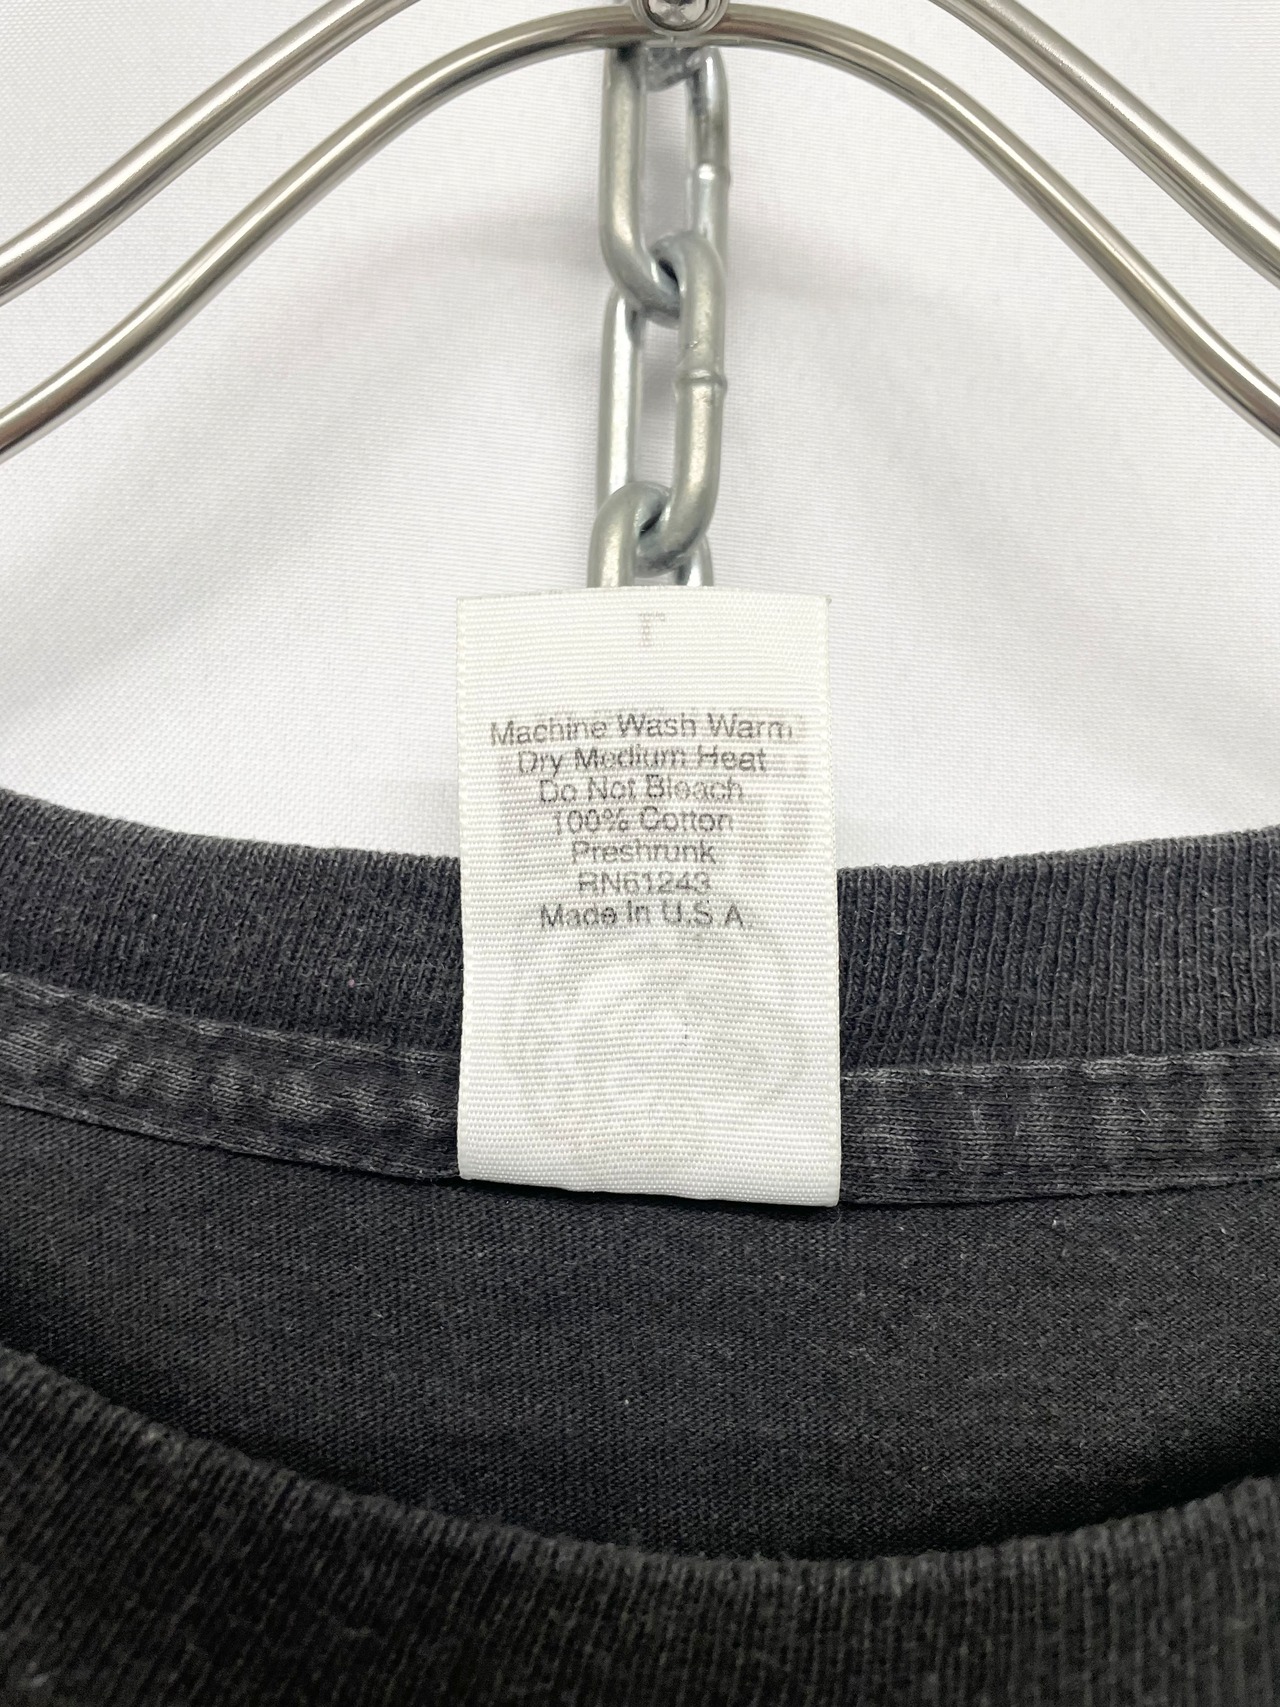 Machine Wash Warm
Dry Medium Heat
Do Not Bleach
100% Cotton
Preshrunk
RN61243
Made in U.S.A.